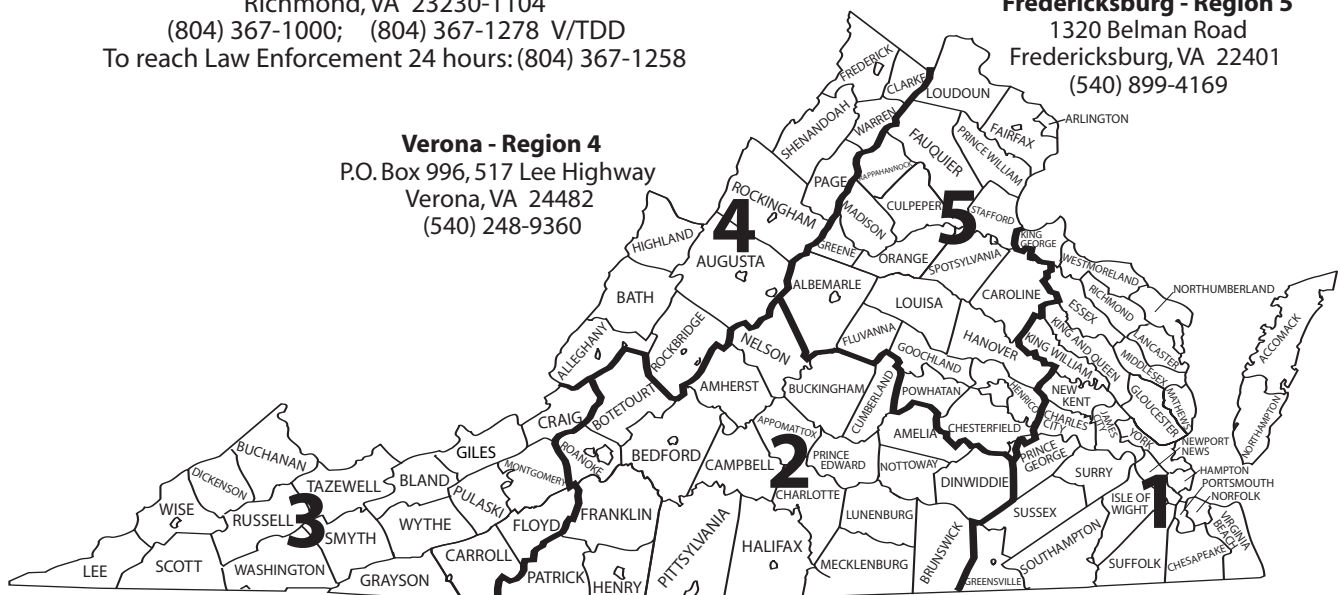 Richmond, VA 23230-1104
(804) 367-1000; (804) 367-1278 V/TDD
To reach Law Enforcement 24 hours: (804) 367-1258
Fredericksburg - Region 5
1320 Belman Road
Fredericksburg, VA 22401
(540) 899-4169
Verona - Region 4
P.O. Box 996, 517 Lee Highway
Verona, VA 24482
(540) 248-9360
FREDERICK
CLARKE
LOUDOUN
SHENANDOAH
WARREN
FAUQUIER
PRINCE WILLIAM
FAIRFAX
ARLINGTON
PAGE
RAPPAHANNOCK
ROCKINGHAM
4
MADISON
CULPEPER
5
STAFFORD
KING
GEORGE
HIGHLAND
AUGUSTA
GREENE
ORANGE
SPOTSYLVANIA
WESTMORELAND
BATH
ALBEMARLE
LOUISA
CAROLINE
ESSEX
RICHMOND
NORTHUMBERLAND
ACCOMACK
ALLEGHANY
ROCKBRIDGE
NELSON
FLUVANNA
GOOCHLAND
HANOVER
KING WILLIAM
KING AND QUEEN
LANCASTER
MIDDLESEX
CRAIG
BOTETOURT
AMHERST
BUCKINGHAM
CUMBERLAND
POWHATAN
HENRICO
NEW
KENT
GLOUCESTER
MATHEWS
NORTHAMPTON
GILES
ROANOKE
BEDFORD
APPOMATTOX
AMELIA
CHESTERFIELD
CHARLES
CITY
JAMES
CITY
YORK
NEWPORT
NEWS
BUCHANAN
DICKENSON
TAZEWELL
BLAND
MONTGOMERY
CAMPBELL
2
PRINCE
EDWARD
NOTTOWAY
PRINCE
GEORGE
SURRY
HAMPTON
PORTSMOUTH
NORFOLK
WISE
RUSSELL
3
SMYTH
WYTHE
PULASKI
FLOYD
FRANKLIN
CHARLOTTE
LUNENBURG
DINWIDDIE
SUSSEX
ISLE OF
WIGHT
1
VIRGINIA
BEACH
LEE
SCOTT
WASHINGTON
GRAYSON
CARROLL
PATRICK
HENRY
PITTSYLVANIA
HALIFAX
MECKLENBURG
BRUNSWICK
GREENSVILLE
SOUTHAMPTON
SUFFOLK
CHESAPEAKE